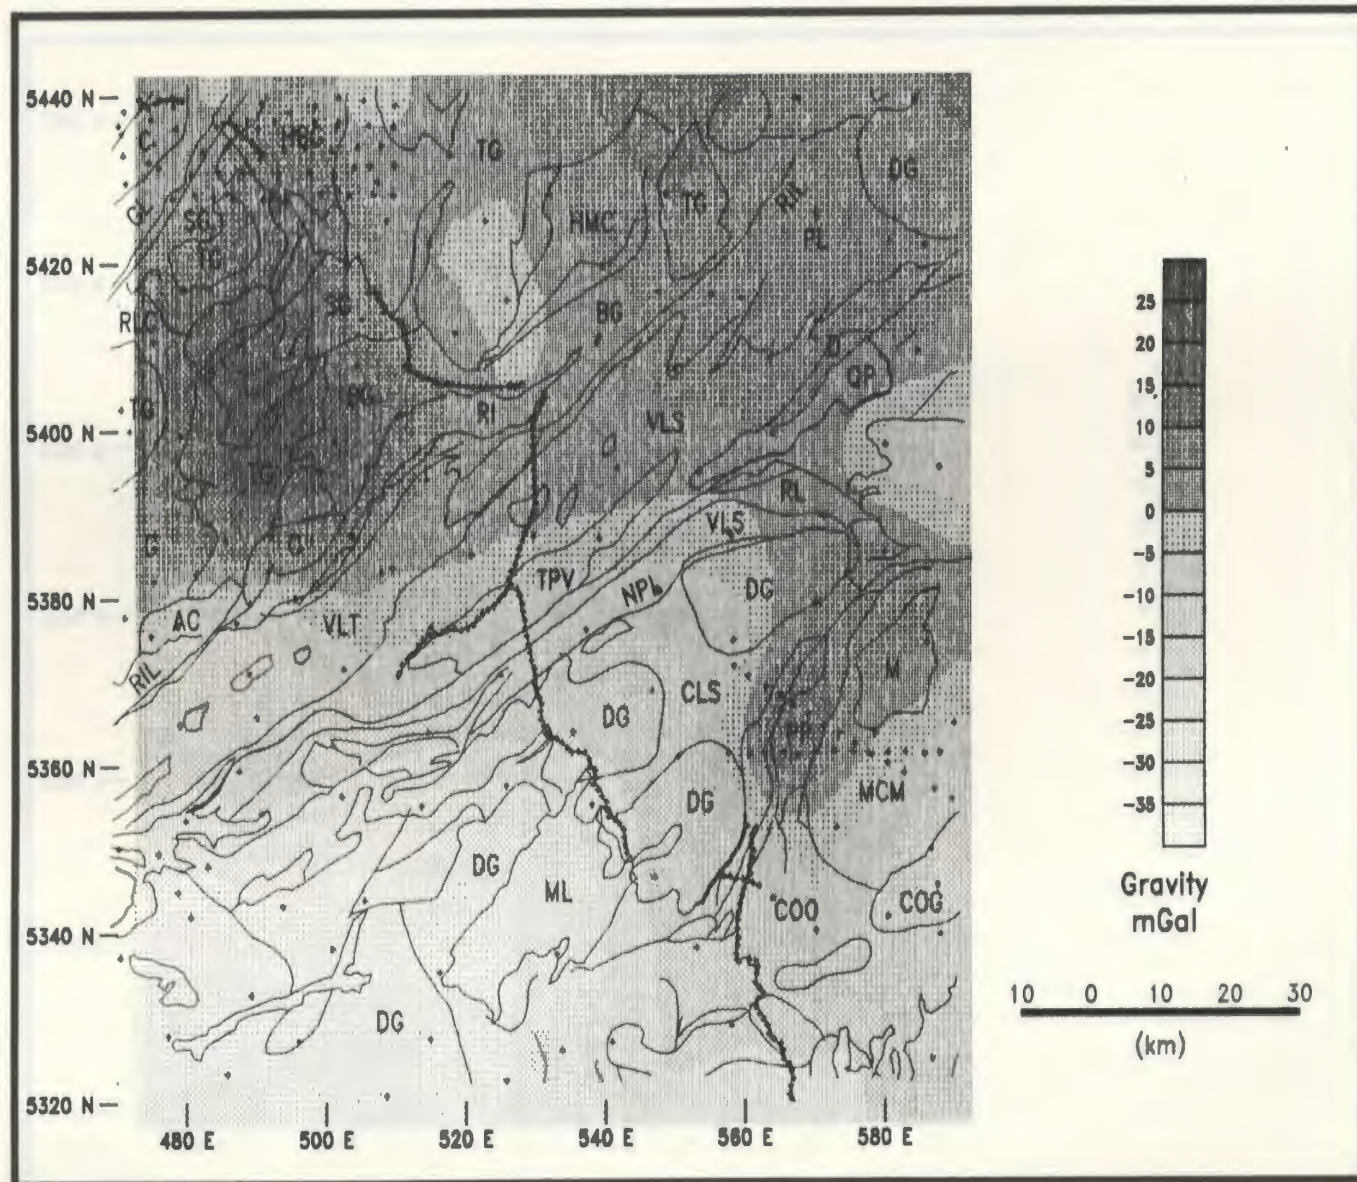 5440 N
C
HBC
TG
DG
SG
TG
HMC
TG
RIL
PL
5420 N
RLC
SG
BG
D
QP
TG
RI
VLS
5400 N
TG
RL
G
G
VLS
TPV
NPL
DG
5380 N
AC
VLT
RIL
CLS
M
DG
PP
5360 N
DG
MCM
DG
ML
COO
COG
5340 N
DG
5320 N
480 E
500 E
520 E
540 E
560 E
580 E
25
20
15
10
5
0
-5
-10
-15
-20
-25
-30
-35
Gravity
mGal
10 0 10 20 30
(km)